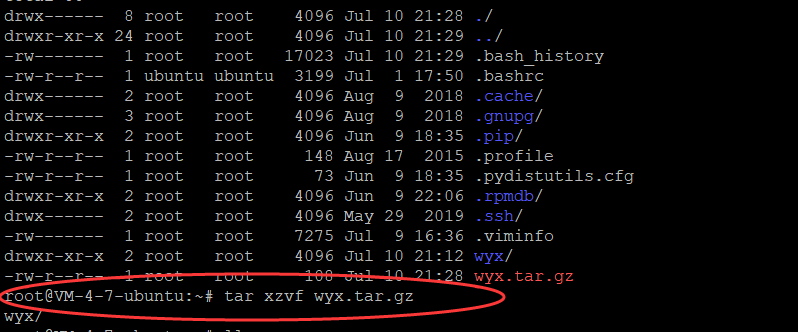 drwx------  8 root   root    4096 Jul 10 21:28 ./
drwxr-xr-x 24 root   root    4096 Jul 10 21:29 ../
-rw-------  1 root   root   17023 Jul 10 21:29 .bash_history
-rw-r--r--  1 ubuntu ubuntu  3199 Jul  1 17:50 .bashrc
drwx------  2 root   root    4096 Aug  9  2018 .cache/
drwx------  3 root   root    4096 Aug  9  2018 .gnupg/
drwxr-xr-x  2 root   root    4096 Jun  9 18:35 .pip/
-rw-r--r--  1 root   root     148 Aug 17  2015 .profile
-rw-r--r--  1 root   root      73 Jun  9 18:35 .pydistutils.cfg
drwxr-xr-x  2 root   root    4096 Jun  9 22:06 .rpmdb/
drwx------  2 root   root    4096 May 29  2019 .ssh/
-rw-------  1 root   root    7275 Jul  9 16:36 .viminfo
drwxr-xr-x  2 root   root    4096 Jul 10 21:12 wyx/
-rw-r--r--  1 root   root     108 Jul 10 21:28 wyx.tar.gz
root@VM-4-7-ubuntu:~# tar xzvf wyx.tar.gz
wyx/